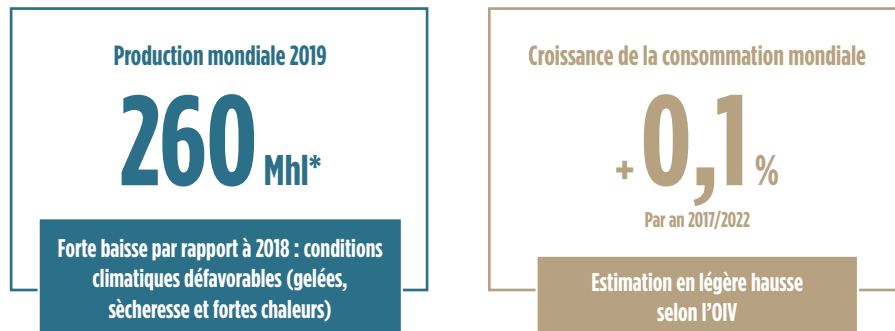 Production mondiale 2019
260 Mhl*
Forte baisse par rapport à 2018 : conditions
climatiques défavorables (gelées,
sècheresse et fortes chaleurs)
Croissance de la consommation mondiale
+ 0,1 %
Par an 2017/2022
Estimation en légère hausse
selon l'OIV